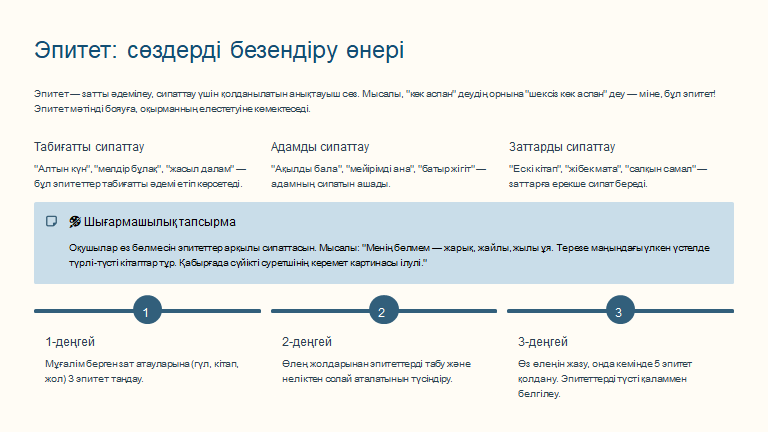 Эпитет: сөздерді безендіру өнері
Эпитет — затты әдемілеу, сипаттау үшін қолданылатын анықтауыш сөз. Мысалы, "көк аспан" деудің орнына "шексіз көк аспан" деу — міне, бұл эпитет!
Эпитет мәтінді бояуға, оқырманның елестетуіне көмектеседі.
Табиғатты сипаттау
"Алтын күн", "мөлдір бұлақ", "жасыл далам" —
бұл эпитеттер табиғатты әдемі етіп көрсетеді.
Адамды сипаттау
"Ақылды бала", "мейірімді ана", "батыр жігіт" —
адамның сипатын ашады.
Заттарды сипаттау
"Ескі кітап", "жібек мата", "салқын самал" —
заттарға ерекше сипат береді.
Шығармашылық тапсырма
Оқушылар өз бөлмесін эпитеттер арқылы сипаттасын. Мысалы: "Менің бөлмем — жарық, жайлы, жылы ұя. Терезе маңындағы үлкен үстелде
түрлі-түсті кітаптар тұр. Қабырғада сүйікті суретшінің керемет картинасы ілулі."
1
2
3
1-деңгей
Мұғалім берген зат атауларына (гүл, кітап,
жол) 3 эпитет таңдау.
2-деңгей
Өлең жолдарынан эпитеттерді табу және
неліктен солай аталатынын түсіндіру.
3-деңгей
Өз өлеңін жазу, онда кемінде 5 эпитет
қолдану. Эпитеттерді түсті қаламмен
белгілеу.